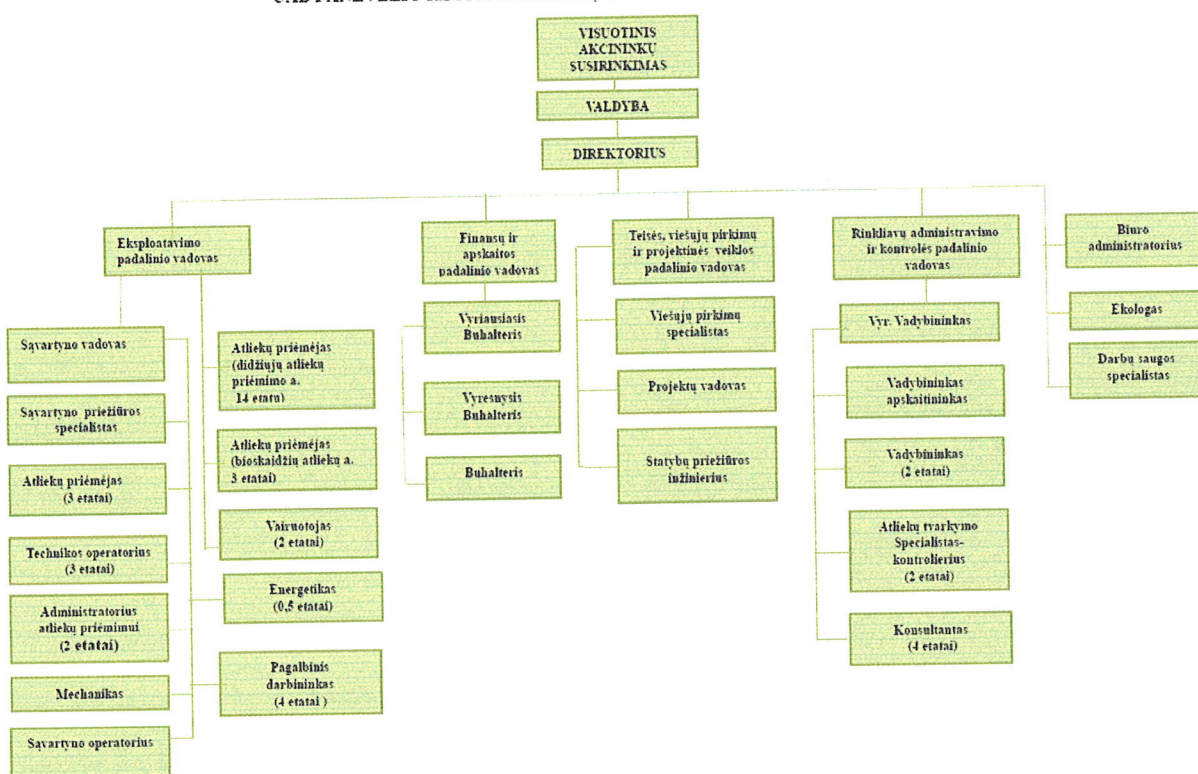 VISUOTINIS
AKCININKŲ
SUSIRINKIMAS
VALDYBA
DIREKTORIUS
Eksploatavimo
padalinio vadovas
Finansų ir
apskaitos
padalinio vadovas
Teisės, viešųjų pirkimų
ir projektinės veiklos
padalinio vadovas
Rinkliavų administravimo
ir kontrolės padalinio
vadovas
Biuro
administratorius
Ekologas
Darbų saugos
specialistas
Sąvartyno vadovas
Sąvartyno priežiūros
specialistas
Atliekų priėmėjas
(3 etatai)
Technikos operatorius
(3 etatai)
Administratorius
atliekų priėmimui
(2 etatai)
Mechanikas
Sąvartyno operatorius
Atliekų priėmėjas
(didžiųjų atliekų
priėmimo a.
14 etatų)
Atliekų priėmėjas
(bioskaidžių atliekų a.
3 etatai)
Vairuotojas
(2 etatai)
Energetikas
(0,5 etatai)
Pagalbinis
darbininkas
(4 etatai )
Vyriausiasis
Buhalteris
Vyresnysis
Buhalteris
Buhalteris
Viešųjų pirkimų
specialistas
Projektų vadovas
Statybų priežiūros
inžinierius
Vyr. Vadybininkas
Vadybininkas
apskaitininkas
Vadybininkas
(2 etatai)
Atliekų tvarkymo
Specialistas-
kontrolierius
(2 etatai)
Konsultantas
(4 etatai)